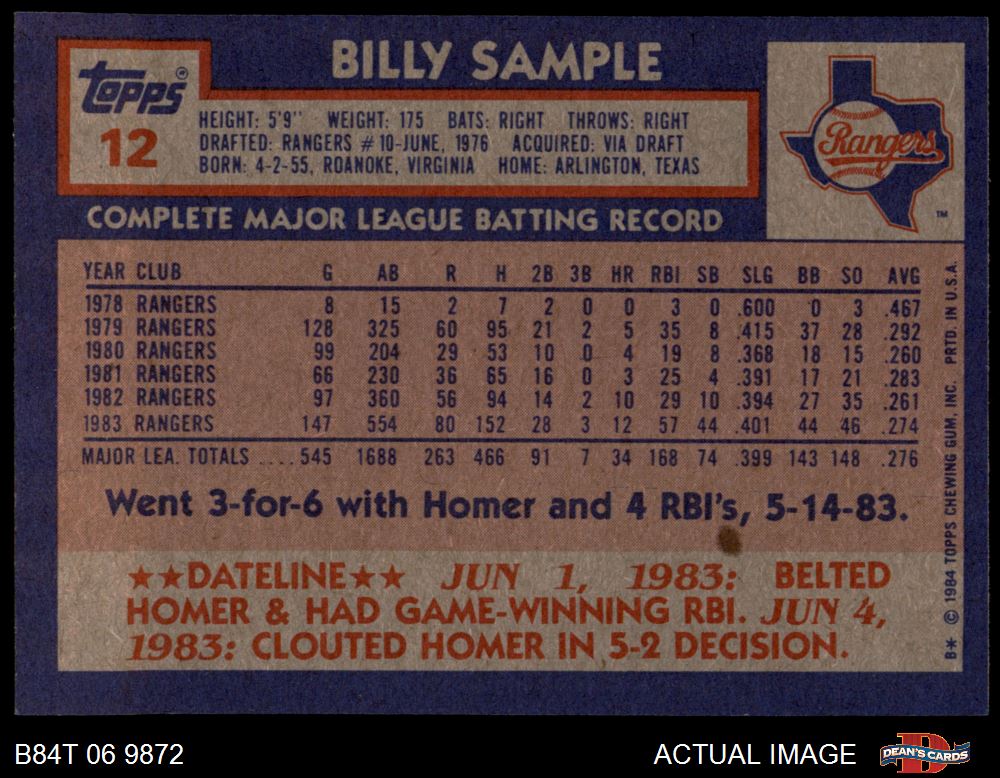 BILLY SAMPLE
Topps®
12
HEIGHT: 5'9" WEIGHT: 175 BATS: RIGHT THROWS: RIGHT
DRAFTED: RANGERS #10-JUNE, 1976 ACQUIRED: VIA DRAFT
BORN: 4-2-55, ROANOKE, VIRGINIA HOME: ARLINGTON, TEXAS
Rangers
TM
COMPLETE MAJOR LEAGUE BATTING RECORD
YEAR CLUB G AB R H 2B 3B HR RBI SB SLG BB SO AVG
1978 RANGERS 8 15 2 7 2 0 0 3 0 .600 0 3 .467
1979 RANGERS 128 325 60 95 21 2 5 35 8 .415 37 28 .292
1980 RANGERS 99 204 29 53 10 0 4 19 8 .368 18 15 .260
1981 RANGERS 66 230 36 65 16 0 3 25 4 .391 17 21 .283
1982 RANGERS 97 360 56 94 14 2 10 29 10 .394 27 35 .261
1983 RANGERS 147 554 80 152 28 3 12 57 44 .401 44 46 .274
MAJOR LEA. TOTALS .... 545 1688 263 466 91 7 34 168 74 .399 143 148 .276
Went 3-for-6 with Homer and 4 RBI's, 5-14-83.
★★DATELINE★★ JUN 1, 1983: BELTED
HOMER & HAD GAME-WINNING RBI. JUN 4,
1983: CLOUTED HOMER IN 5-2 DECISION.
B* © 1984 TOPPS CHEWING GUM, INC. PRTD. IN U.S.A.
B84T 06 9872
ACTUAL IMAGE
DEAN'S CARDS